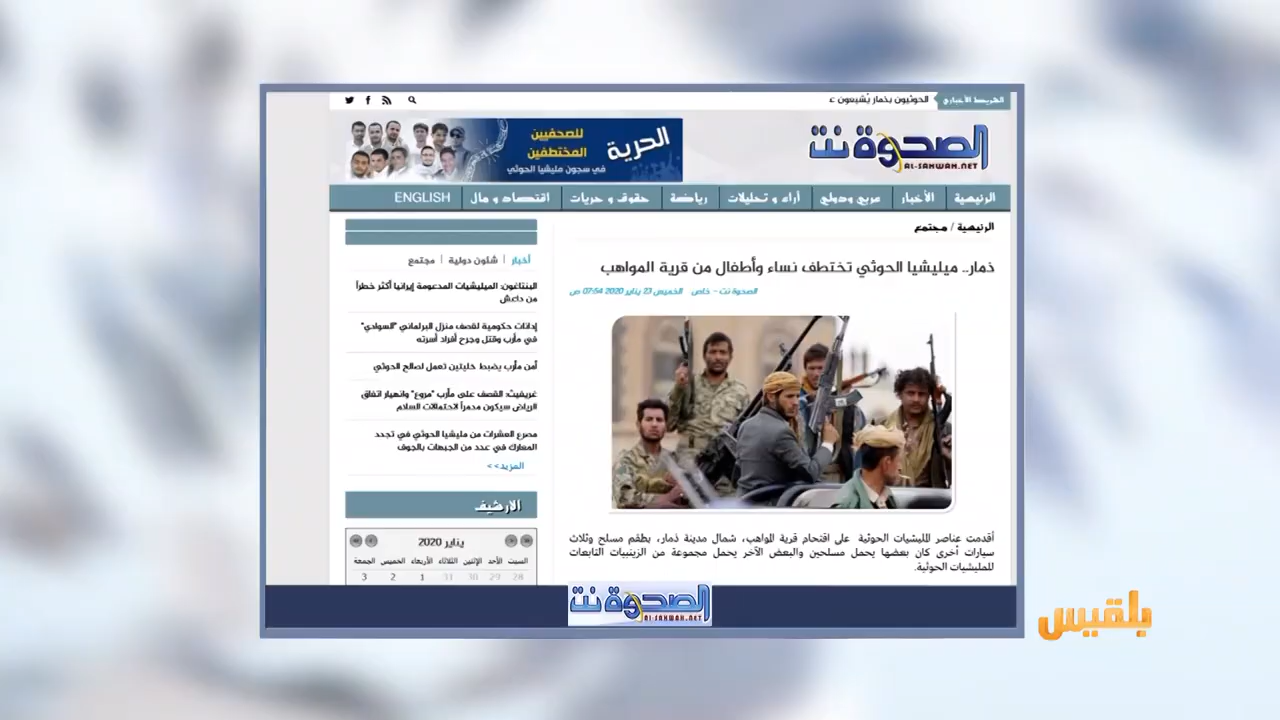 الشريط الأخباري
الحوثيون بذمار يُشيعون
الصحوة نت
AL-SAHWAH.NET
الحرية
للصحفيين
المختطفين
في سجون مليشيا الحوثي
الرئيسية
الأخبار
عربي ودولي
آراء و تحليلات
رياضة
حقوق و حريات
اقتصاد و مال
ENGLISH
الرئيسية / مجتمع
ذمار.. ميليشيا الحوثي تختطف نساء وأطفال من قرية المواهب
الصحوة نت - خاص الخميس 23 يناير 2020 07:54 ص
أقدمت عناصر المليشيات الحوثية على اقتحام قرية المواهب، شمال مدينة ذمار، بطقم مسلح وثلاث
سيارات أخرى كان بعضها يحمل مسلحين والبعض الآخر يحمل مجموعة من الزينبيات التابعات
للمليشيات الحوثية.
أخبار | شئون دولية | مجتمع
البنتاغون: الميليشيات المدعومة إيرانيا أكثر خطراً
من داعش
إدانات حكومية لقصف منزل البرلماني "السوادي"
في مأرب وقتل وجرح أفراد أسرته
أمن مأرب يضبط خليتين تعمل لصالح الحوثي
غريفيث: القصف على مأرب "مروع" وانهيار اتفاق
الرياض سيكون مدمراً لاحتمالات السلام
مصرع العشرات من مليشيا الحوثي في تجدد
المعارك في عدد من الجبهات بالجوف
المزيد>>
الارشيف
يناير 2020
السبت الأحد الإثنين الثلاثاء الأربعاء الخميس الجمعة
28 29 30 31 1 2 3
الصحوة نت
AL-SAHWAH.NET
بلقيس